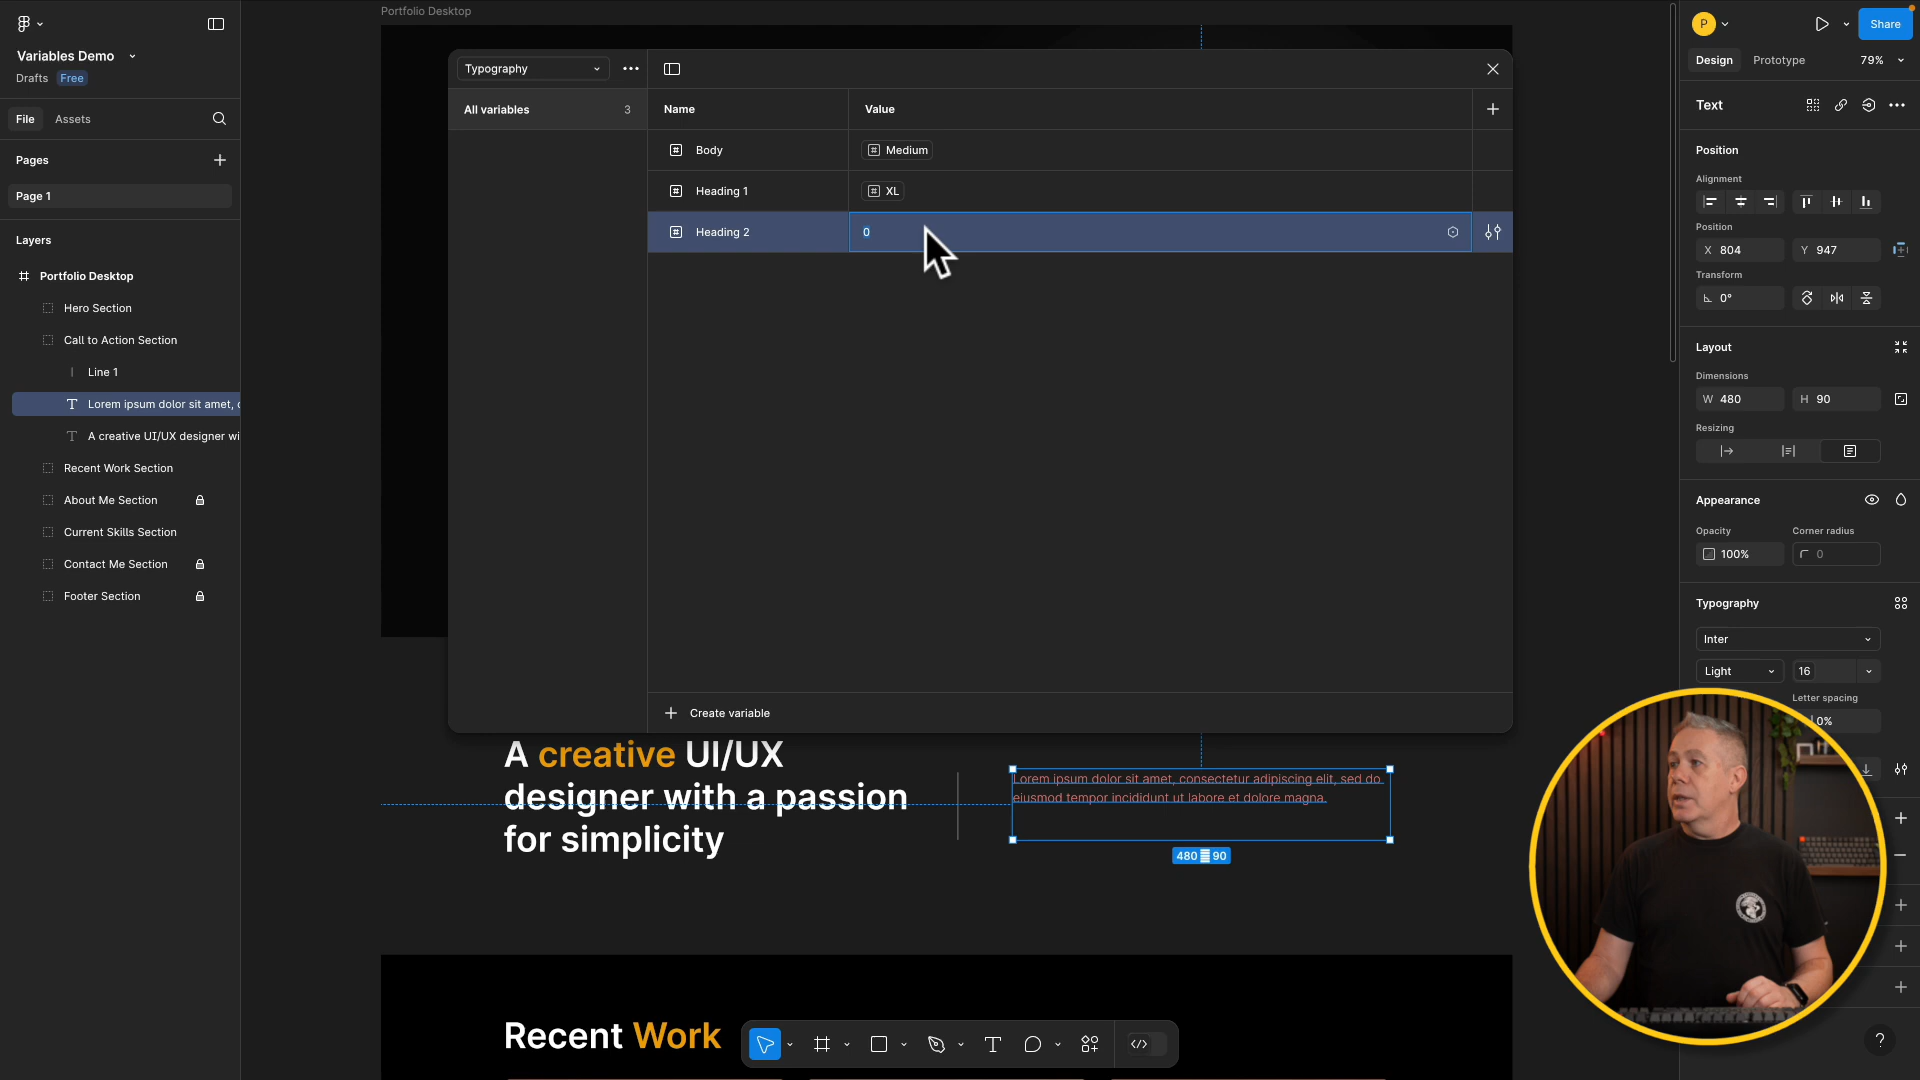 Portfolio Desktop
Variables Demo
Drafts Free
File Assets
Pages
Page 1
Layers
Portfolio Desktop
Hero Section
Call to Action Section
Line 1
Lorem ipsum dolor sit amet, c
A creative UI/UX designer wi
Recent Work Section
About Me Section
Current Skills Section
Contact Me Section
Footer Section
Typography
All variables 3
Name Value
Body Medium
Heading 1 XL
Heading 2 0
Create variable
A creative UI/UX
designer with a passion
for simplicity
Lorem ipsum dolor sit amet, consectetur adipiscing elit, sed do
eiusmod tempor incididunt ut labore et dolore magna.
480 90
Recent Work
P
Share
Design Prototype 79%
Text
Position
Alignment
Position
X 804 Y 947
Transform
0°
Layout
Dimensions
W 480 H 90
Resizing
Appearance
Opacity Corner radius
100% 0
Typography
Inter
Light 16
Letter spacing
0%
?